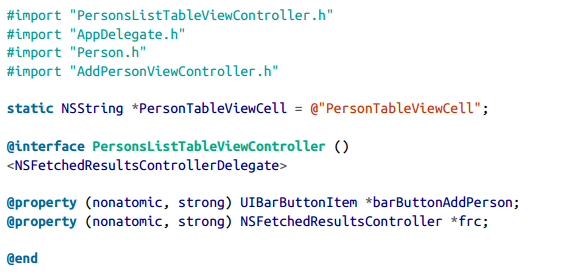 #import "PersonsListTableViewController.h"
#import "AppDelegate.h"
#import "Person.h"
#import "AddPersonViewController.h"
static NSString *PersonTableViewCell = @"PersonTableViewCell";
@interface PersonsListTableViewController ()
<NSFetchedResultsControllerDelegate>
@property (nonatomic, strong) UIBarButtonItem *barButtonAddPerson;
@property (nonatomic, strong) NSFetchedResultsController *frc;
@end